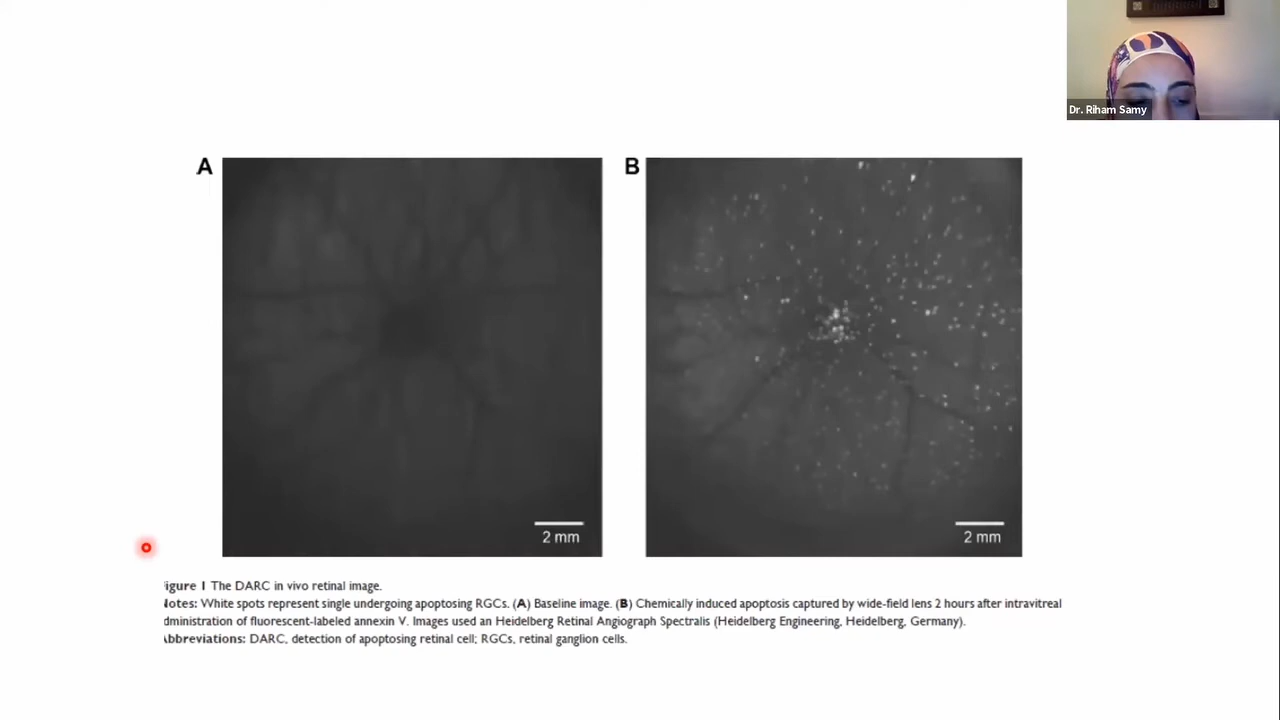 Dr. Riham Samy
A
B
2 mm
2 mm
igure 1 The DARC in vivo retinal image.
lotes: White spots represent single undergoing apoptosing RGCs. (A) Baseline image. (B) Chemically induced apoptosis captured by wide-field lens 2 hours after intravitreal
dministration of fluorescent-labeled annexin V. Images used an Heidelberg Retinal Angiograph Spectralis (Heidelberg Engineering, Heidelberg, Germany).
bbreviations: DARC, detection of apoptosing retinal cell; RGCs, retinal ganglion cells.